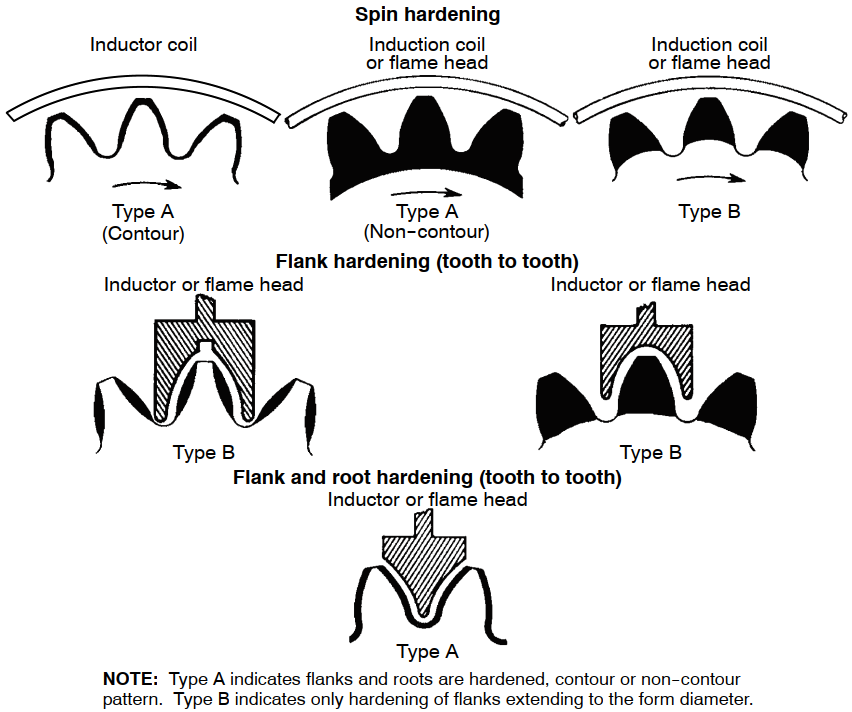 Spin hardening
Inductor coil
Induction coil
or flame head
Induction coil
or flame head
Type A
(Contour)
Type A
(Non-contour)
Type B
Flank hardening (tooth to tooth)
Inductor or flame head
Inductor or flame head
Type B
Type B
Flank and root hardening (tooth to tooth)
Inductor or flame head
Type A
NOTE: Type A indicates flanks and roots are hardened, contour or non-contour
pattern. Type B indicates only hardening of flanks extending to the form diameter.